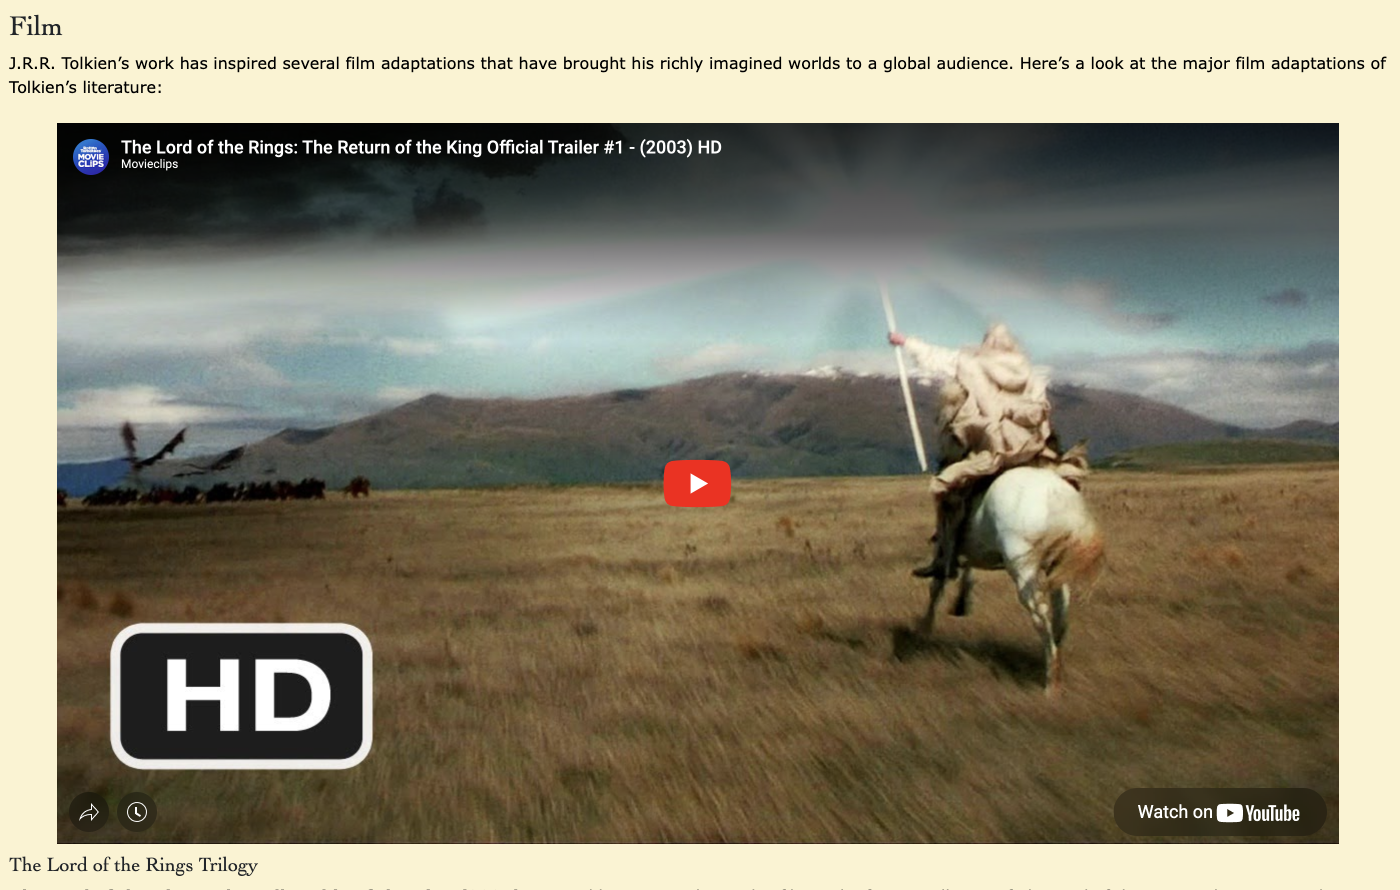 Film
J.R.R. Tolkien’s work has inspired several film adaptations that have brought his richly imagined worlds to a global audience. Here’s a look at the major film adaptations of
Tolkien’s literature:
The Lord of the Rings: The Return of the King Official Trailer #1 - (2003) HD
Movieclips
MOVIE
CLIPS
HD
Watch on YouTube
The Lord of the Rings Trilogy